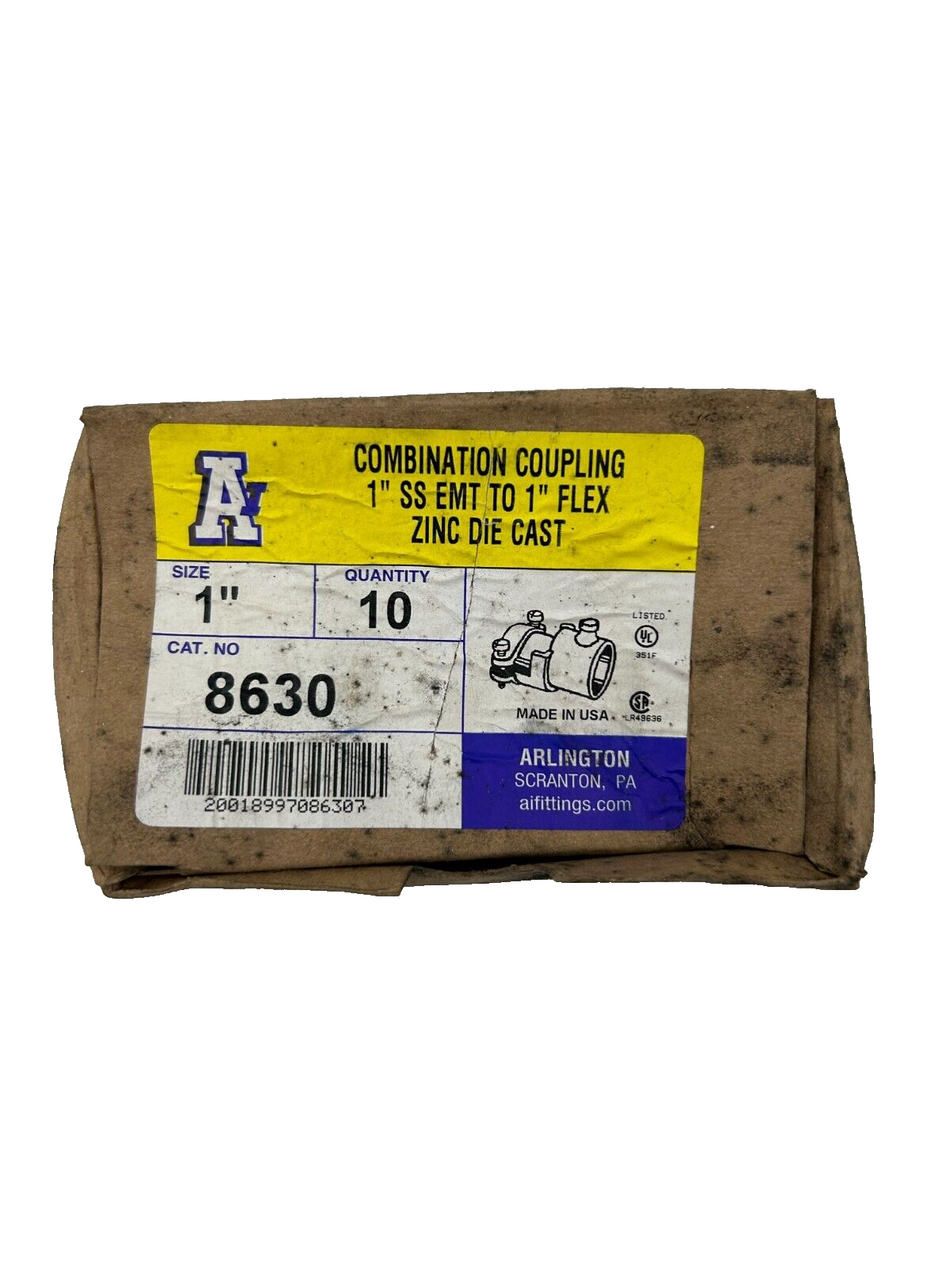 A
COMBINATION COUPLING
1" SS EMT TO 1" FLEX
ZINC DIE CAST
SIZE
1"
QUANTITY
10
CAT. NO
8630
20018997086307
LISTED
UL
351F
SA
LR49636
MADE IN USA
ARLINGTON
SCRANTON, PA
aifittings.com